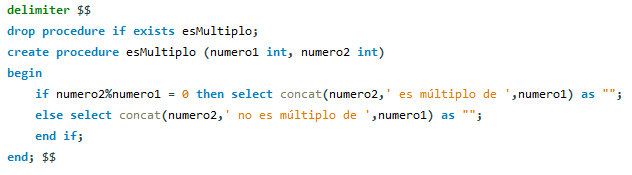 delimiter $$
drop procedure if exists esMultiplo;
create procedure esMultiplo (numero1 int, numero2 int)
begin
    if numero2%numero1 = 0 then select concat(numero2,' es múltiplo de ',numero1) as "";
    else select concat(numero2,' no es múltiplo de ',numero1) as "";
    end if;
end; $$